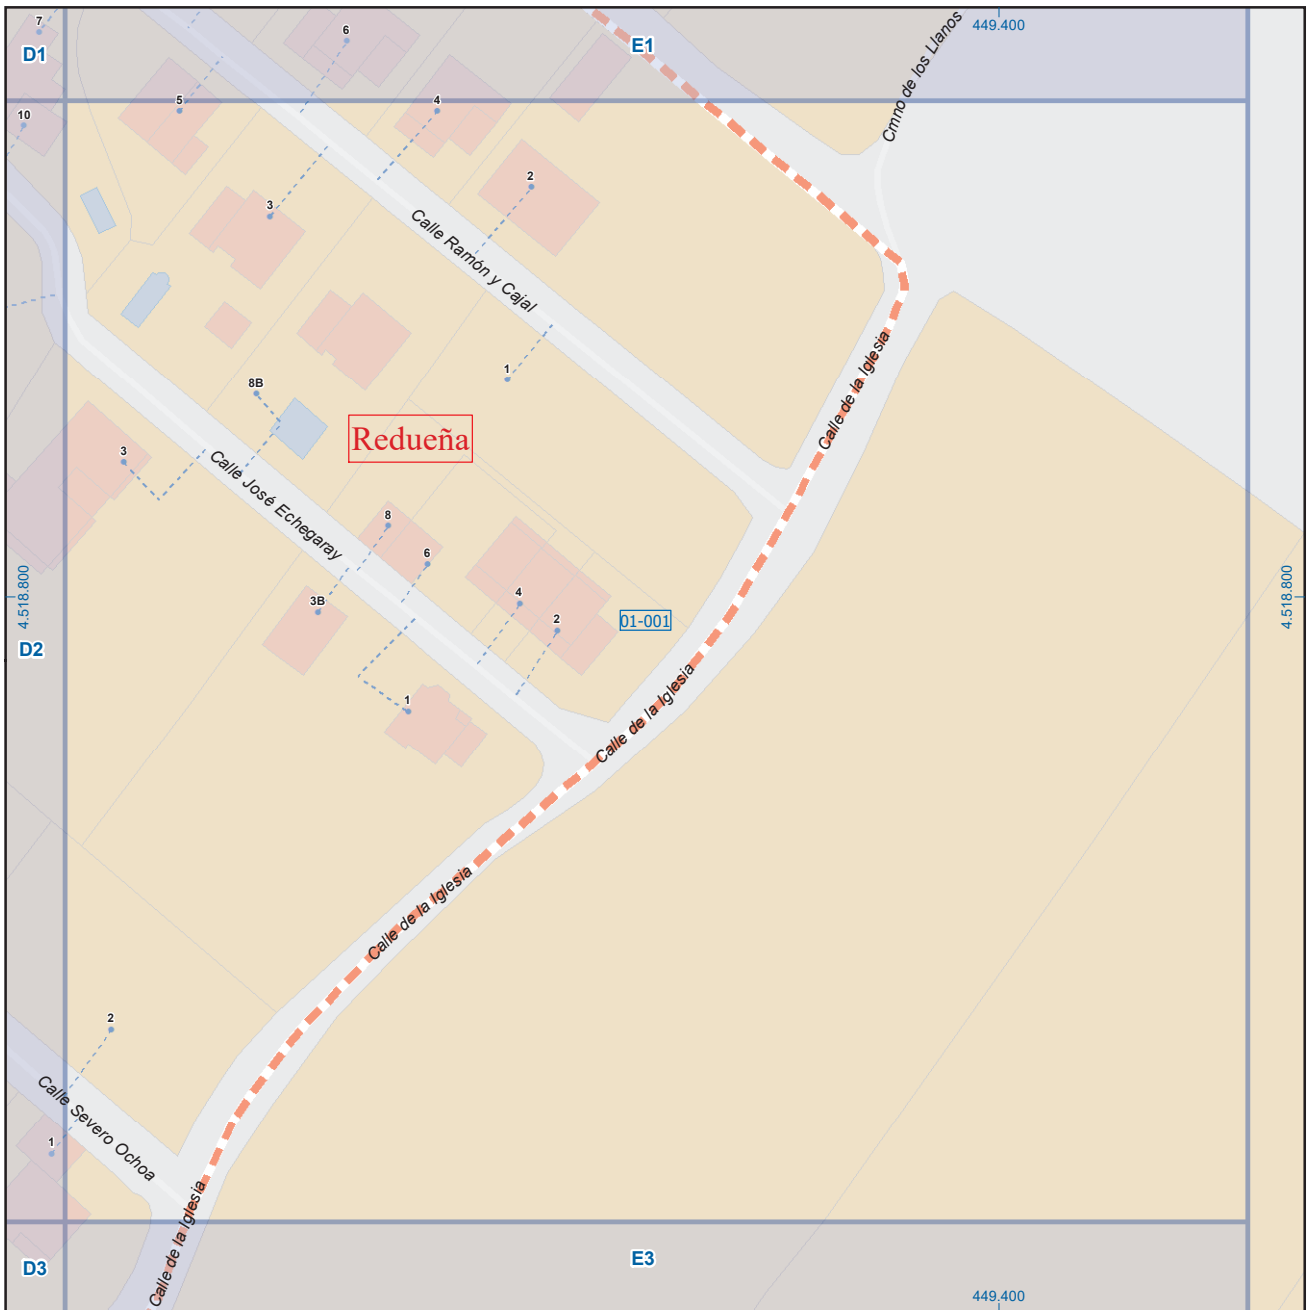 7
D1
6
E1
449.400
Cmno de los Llanos
5
4
10
2
3
Calle Ramón y Cajal
1
Calle de la Iglesia
8B
Redueña
3
Calle José Echegaray
8
6
4.518.800
3B
4
2
01-001
4.518.800
D2
1
Calle de la Iglesia
Calle de la Iglesia
2
Calle Severo Ochoa
1
Calle de la Iglesia
D3
E3
449.400